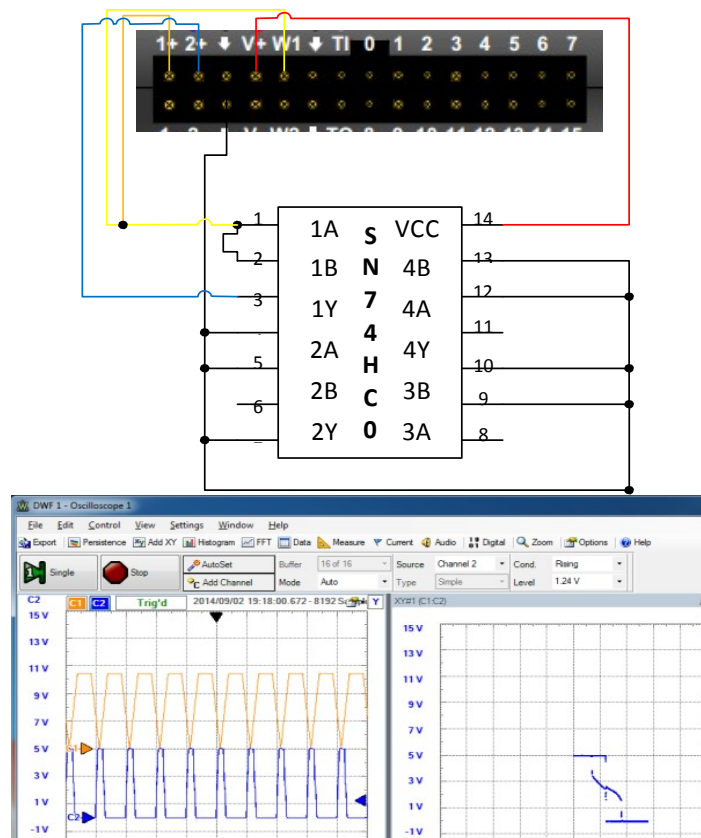 1+ 2+ V+ W1 TI 0 1 2 3 4 5 6 7
1 1A S VCC 14
2 1B N 4B 13
3 1Y 7 4A 12
2A 4 4Y 11
5 2B H 3B 10
6 2Y C 3A 9
0 8
DWF 1 - Oscilloscope 1
File Edit Control View Settings Window Help
Export Persistence Add XY Histogram FFT Data Measure Current Audio Digital Zoom Options Help
Single Stop AutoSet Buffer 16 of 16 Source Channel 2 Cond. Rising
Add Channel Mode Auto Type Simple Level 1.24 V
C2 C1 C2 Trig'd 2014/09/02 19:18:00.672 - 8192 Y XY#1 (C1:C2)
15 V 15 V
13 V 13 V
11 V 11 V
9 V 9 V
7 V 7 V
5 V 5 V
3 V 3 V
1 V C2 1 V
-1 V -1 V